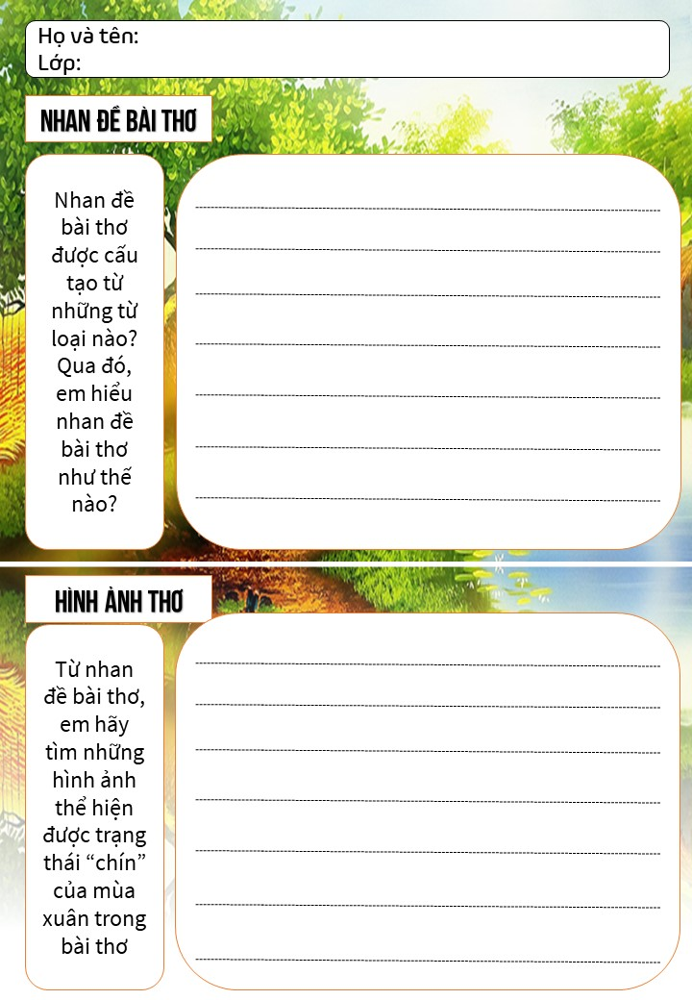 Họ và tên:
Lớp:
NHAN ĐỀ BÀI THƠ
Nhan đề
bài thơ
được cấu
tạo từ
những từ
loại nào?
Qua đó,
em hiểu
nhan đề
bài thơ
như thế
nào?
HÌNH ẢNH THƠ
Từ nhan
đề bài thơ,
em hãy
tìm những
hình ảnh
thể hiện
được trạng
thái “chín”
của mùa
xuân trong
bài thơ